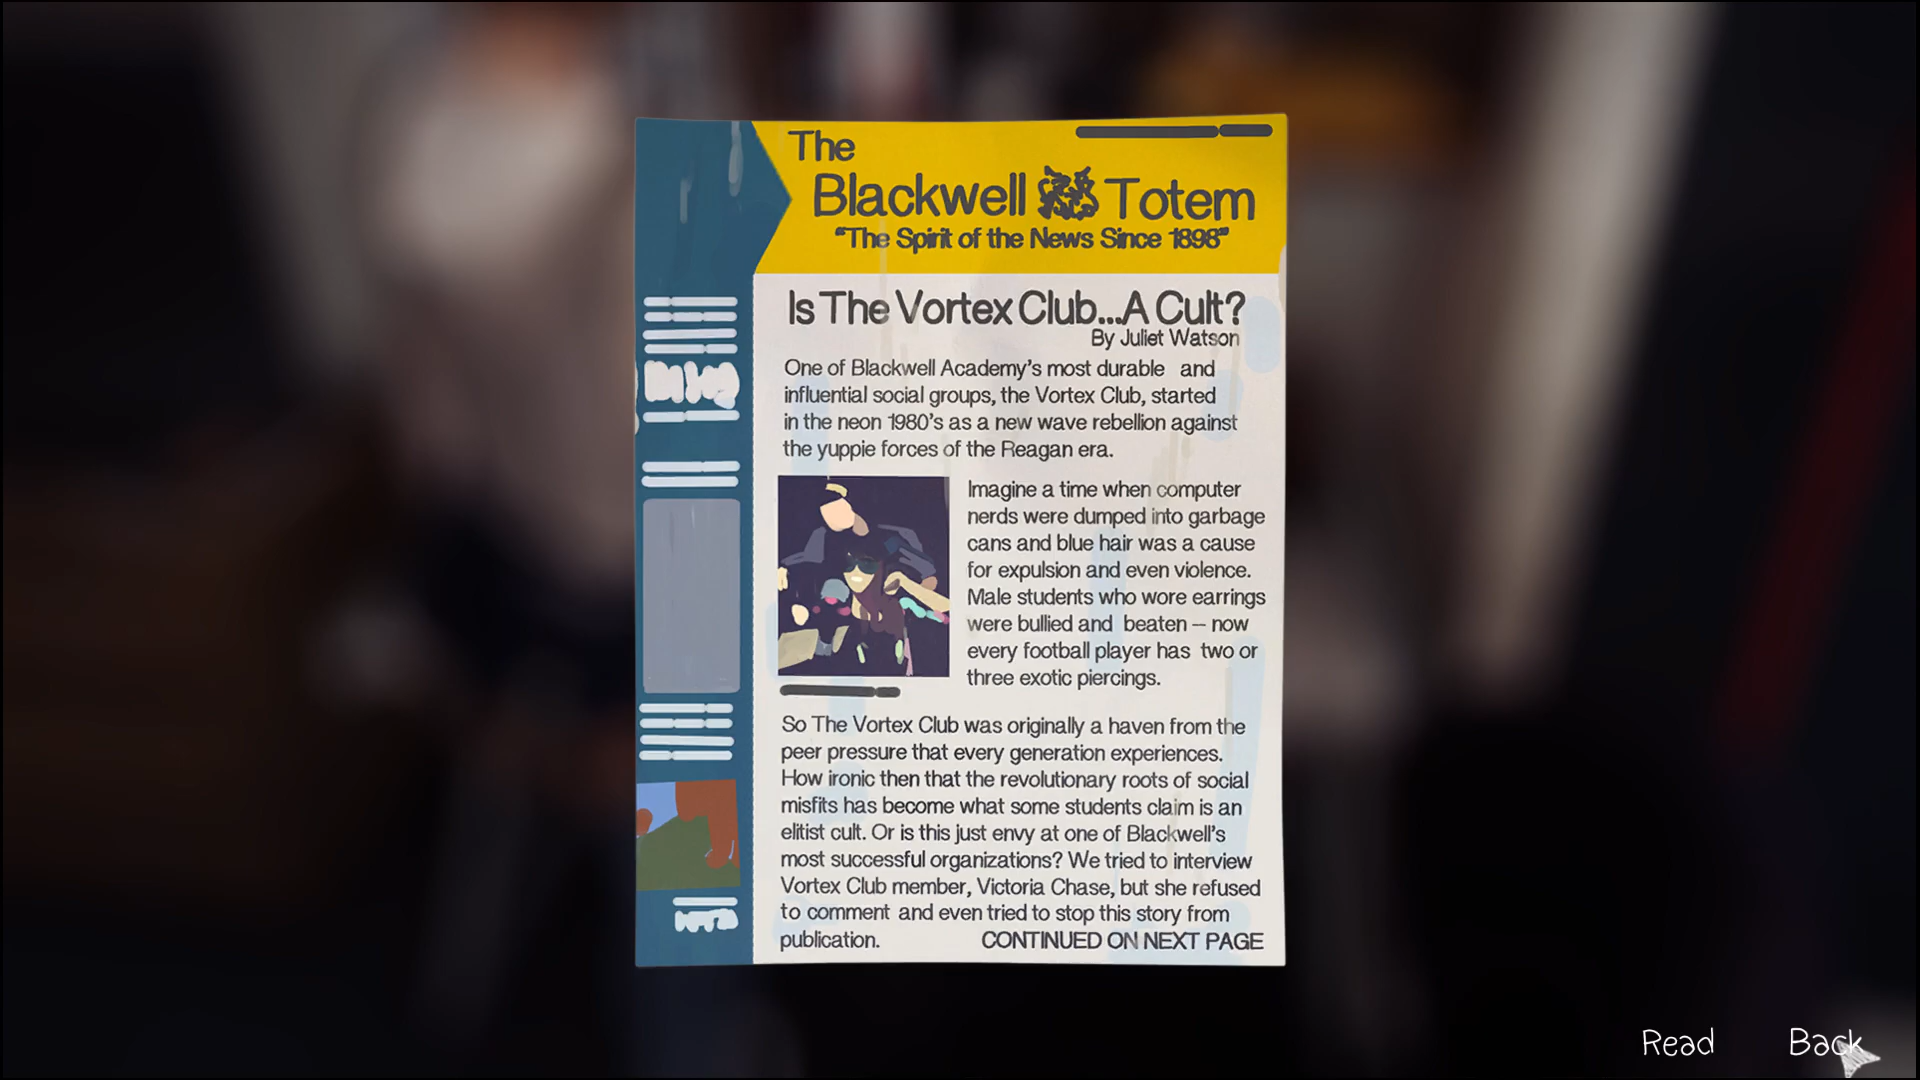 The
Blackwell Totem
"The Spirit of the News Since 1898"
Is The Vortex Club...A Cult?
By Juliet Watson
One of Blackwell Academy's most durable and
influential social groups, the Vortex Club, started
in the neon 1980's as a new wave rebellion against
the yuppie forces of the Reagan era.
Imagine a time when computer
nerds were dumped into garbage
cans and blue hair was a cause
for expulsion and even violence.
Male students who wore earrings
were bullied and beaten – now
every football player has two or
three exotic piercings.
So The Vortex Club was originally a haven from the
peer pressure that every generation experiences.
How ironic then that the revolutionary roots of social
misfits has become what some students claim is an
elitist cult. Or is this just envy at one of Blackwell's
most successful organizations? We tried to interview
Vortex Club member, Victoria Chase, but she refused
to comment and even tried to stop this story from
publication.
CONTINUED ON NEXT PAGE
Read
Back